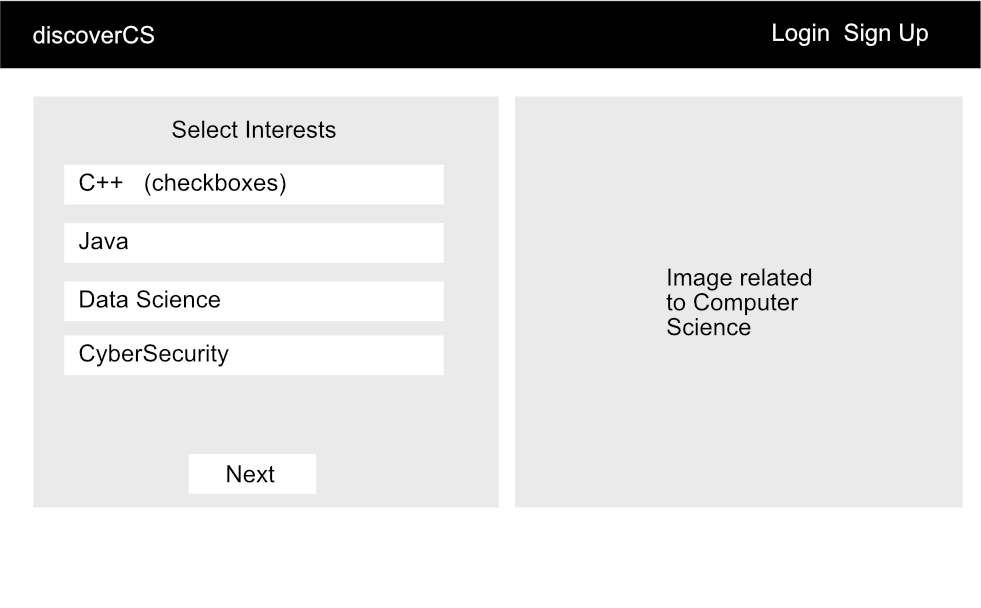 discoverCS
Login Sign Up
Select Interests
C++ (checkboxes)
Java
Data Science
CyberSecurity
Next
Image related
to Computer
Science